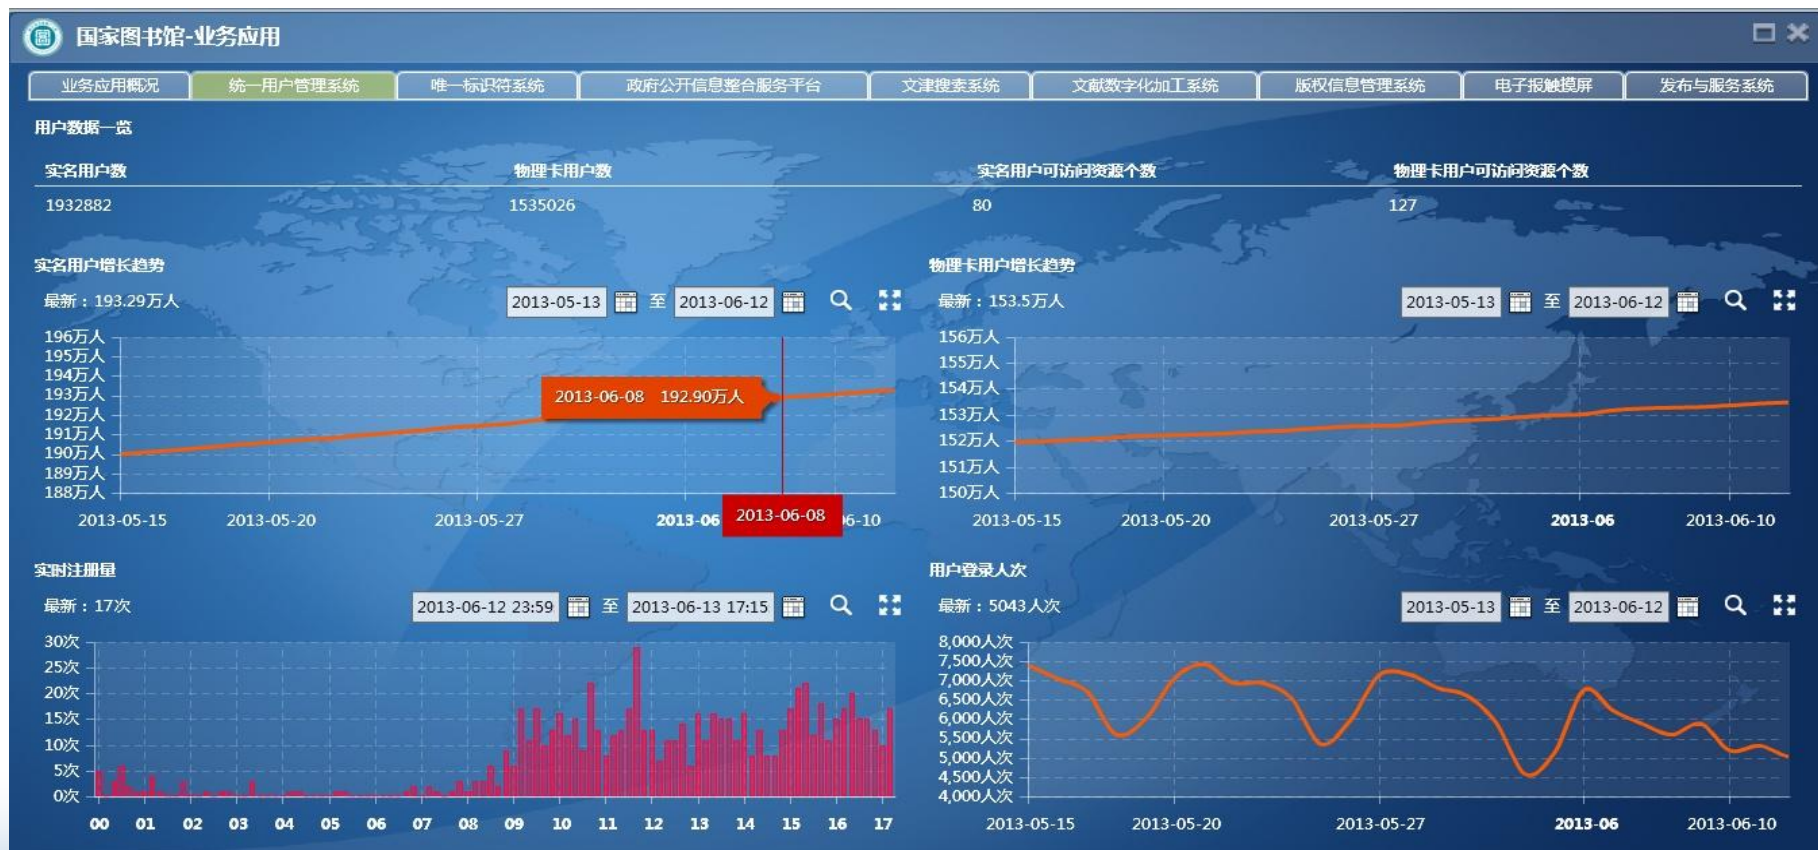 国家图书馆-业务应用
业务应用概况 统一用户管理系统 唯一标识符系统 政府公开信息整合服务平台 文津搜索系统 文献数字化加工系统 版权信息管理系统 电子报触摸屏 发布与服务系统
用户数据一览
实名用户数 物理卡用户数 实名用户可访问资源个数 物理卡用户可访问资源个数
1932882 1535026 80 127
实名用户增长趋势
最新：193.29万人 2013-05-13 至 2013-06-12
196万人
195万人
194万人
193万人
192万人
191万人
190万人
189万人
188万人
2013-06-08 192.90万人
2013-05-15 2013-05-20 2013-05-27 2013-06 2013-06-08 6-10
物理卡用户增长趋势
最新：153.5万人 2013-05-13 至 2013-06-12
156万人
155万人
154万人
153万人
152万人
151万人
150万人
2013-05-15 2013-05-20 2013-05-27 2013-06 2013-06-10
实时注册量
最新：17次 2013-06-12 23:59 至 2013-06-13 17:15
30次
25次
20次
15次
10次
5次
0次
00 01 02 03 04 05 06 07 08 09 10 11 12 13 14 15 16 17
用户登录人次
最新：5043人次 2013-05-13 至 2013-06-12
8,000人次
7,500人次
7,000人次
6,500人次
6,000人次
5,500人次
5,000人次
4,500人次
4,000人次
2013-05-15 2013-05-20 2013-05-27 2013-06 2013-06-10